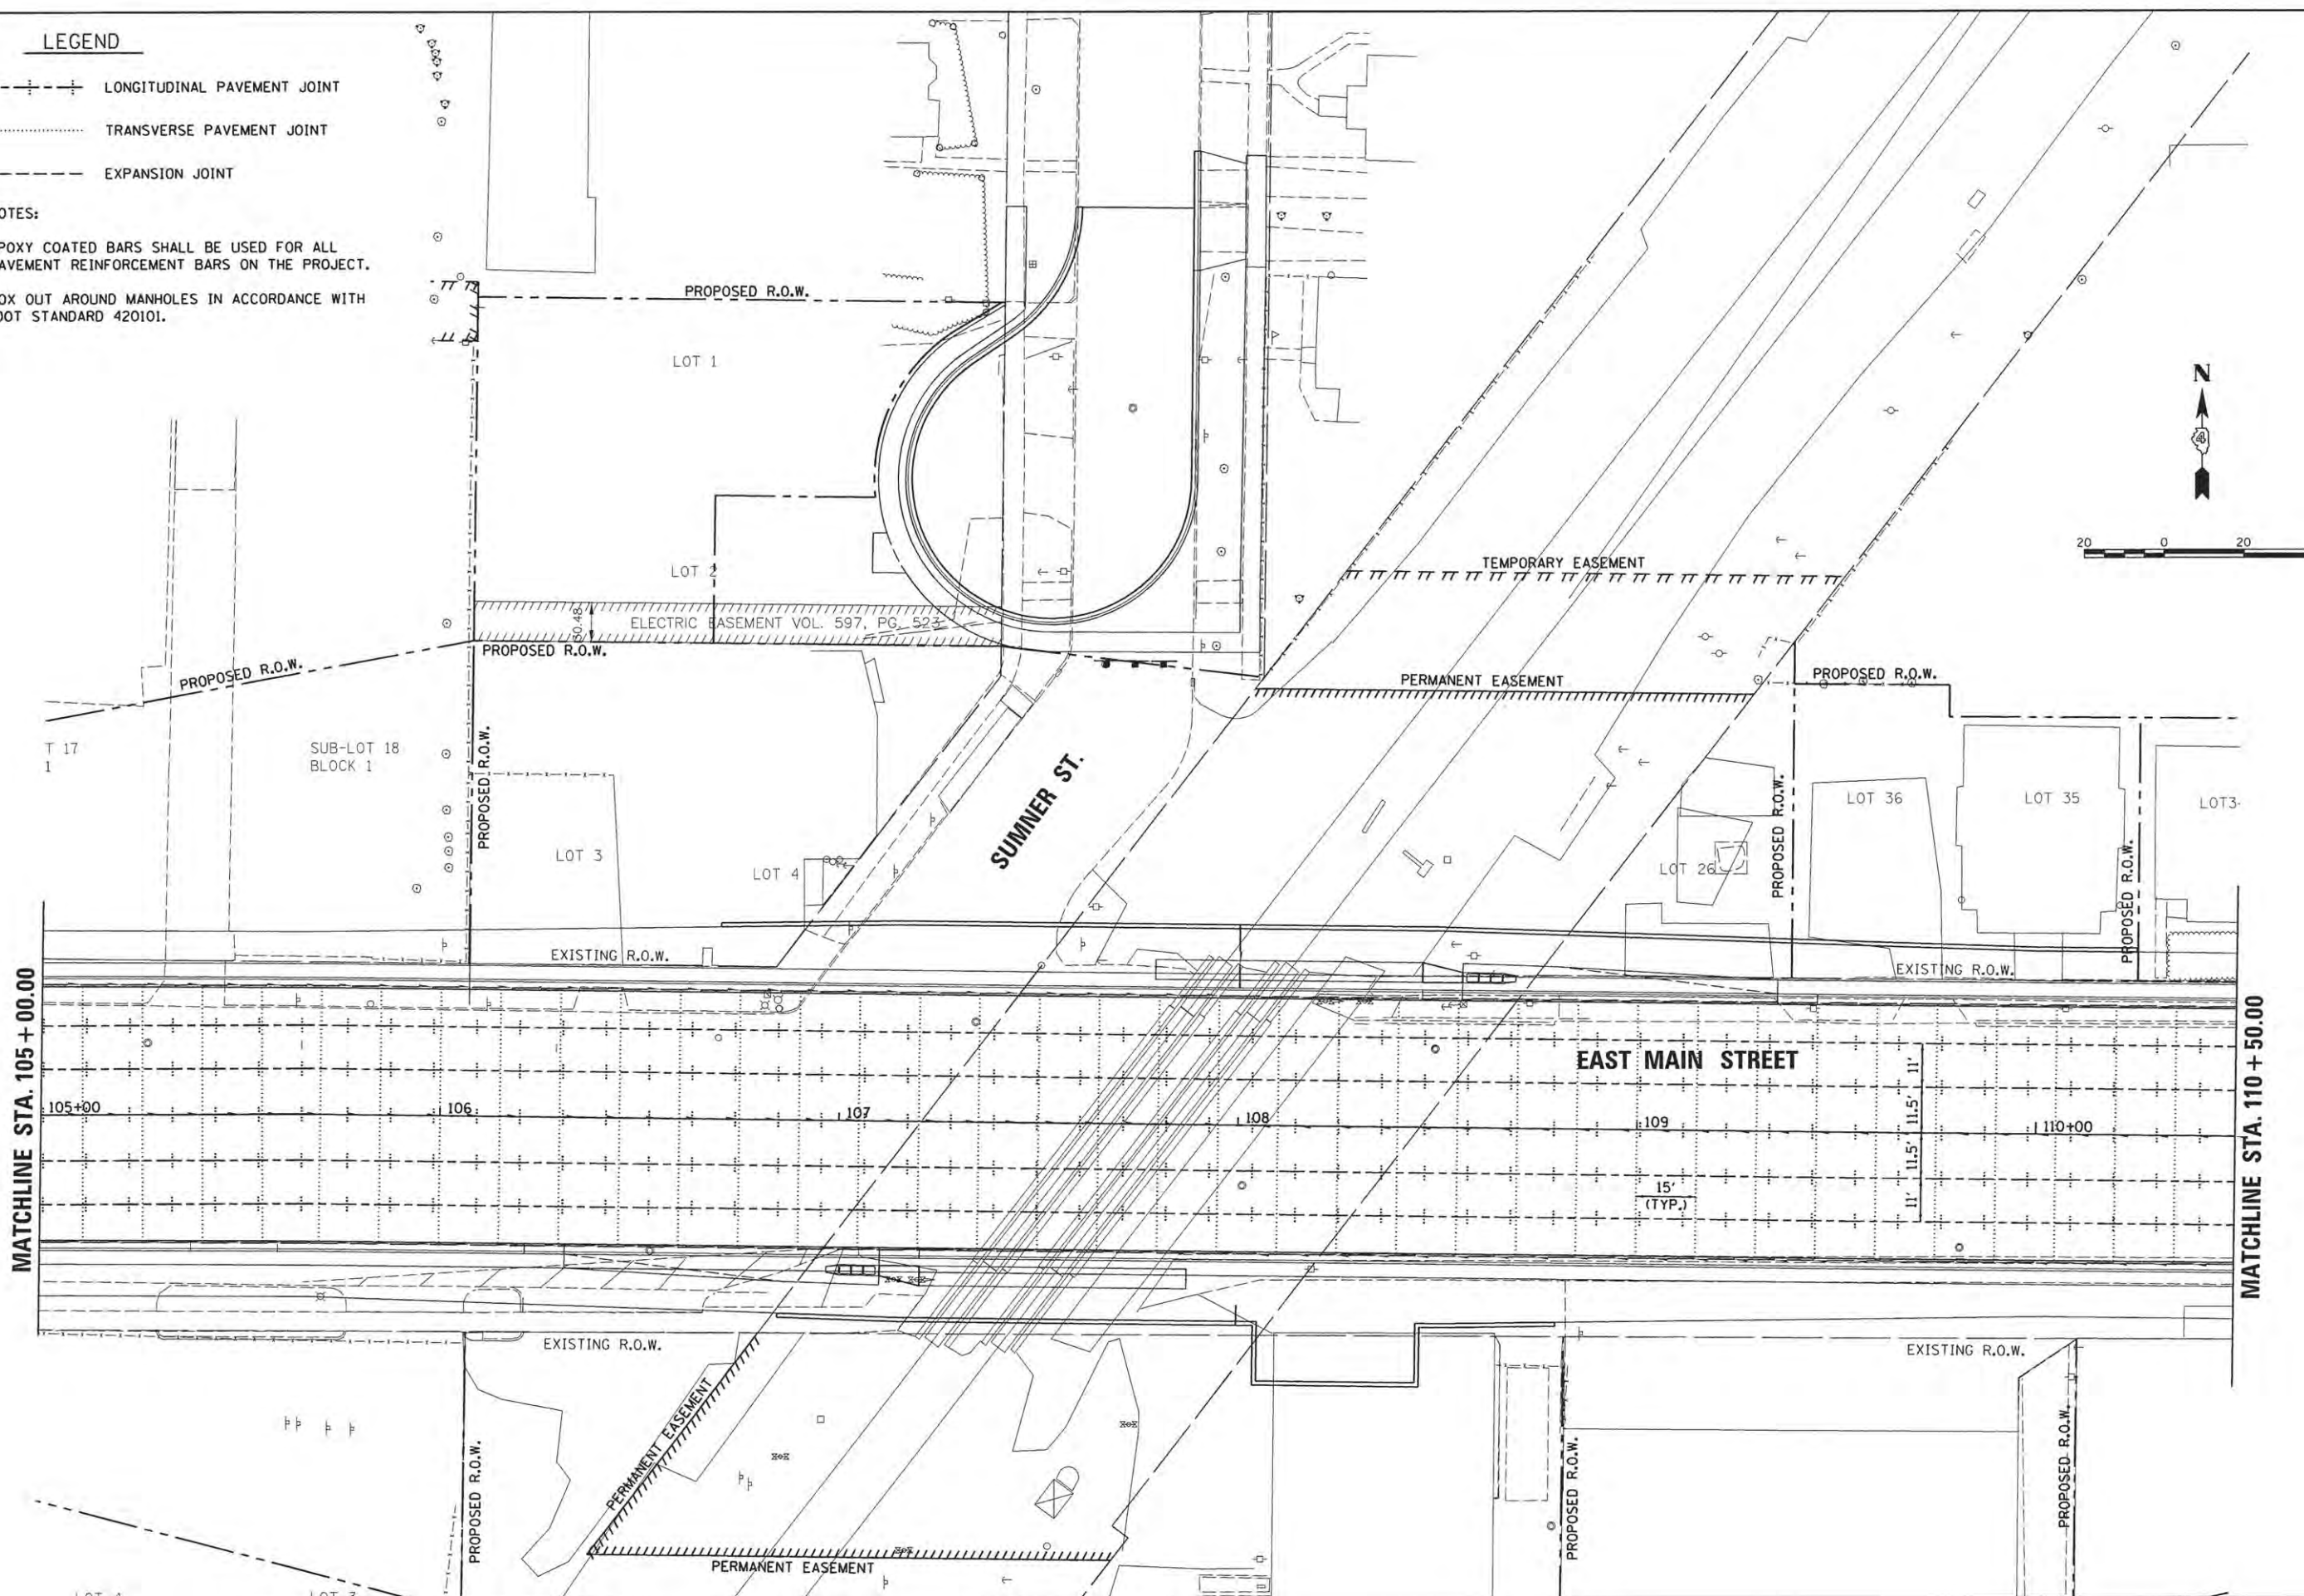 LEGEND
LONGITUDINAL PAVEMENT JOINT
TRANSVERSE PAVEMENT JOINT
EXPANSION JOINT
OTES:
POXY COATED BARS SHALL BE USED FOR ALL
AVEMENT REINFORCEMENT BARS ON THE PROJECT.
OX OUT AROUND MANHOLES IN ACCORDANCE WITH
DOT STANDARD 420101.
PROPOSED R.O.W.
LOT 1
N
20 0 20
LOT 2
TEMPORARY EASEMENT
30.48
ELECTRIC EASEMENT VOL. 597, PG. 523
PROPOSED R.O.W.
PROPOSED R.O.W.
PERMANENT EASEMENT
PROPOSED R.O.W.
T 17
1
SUB-LOT 18
BLOCK 1
PROPOSED R.O.W.
LOT 3
LOT 4
SUMNER ST.
LOT 26
PROPOSED R.O.W.
LOT 36
LOT 35
LOT3-
PROPOSED R.O.W.
EXISTING R.O.W.
EXISTING R.O.W.
MATCHLINE STA. 105+00.00
EAST MAIN STREET
105+00
106
107
108
109
110+00
11'
11.5'
11.5'
11'
15'
(TYP.)
MATCHLINE STA. 110+50.00
EXISTING R.O.W.
EXISTING R.O.W.
PERMANENT EASEMENT
PROPOSED R.O.W.
PROPOSED R.O.W.
PROPOSED R.O.W.
PERMANENT EASEMENT